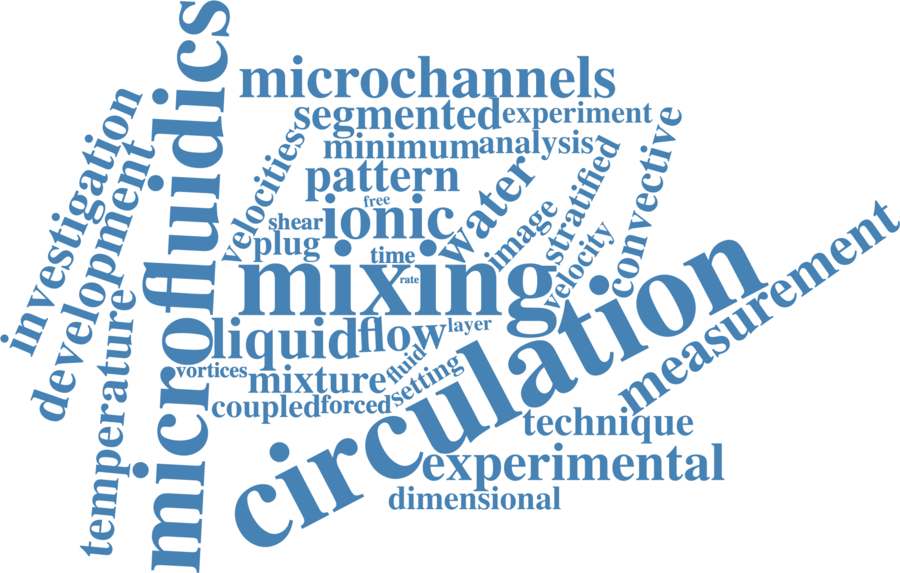 microfluidics
microchannels
segmented
experiment
investigation
minimum
analysis
velocities
pattern
development
free
shear
ionic
water
stratified
convective
plug
time
image
velocity
measurement
mixing
rate
circulation
liquid
flow
layer
temperature
vortices
mixture
fluid
setting
coupled
forced
technique
experimental
dimensional